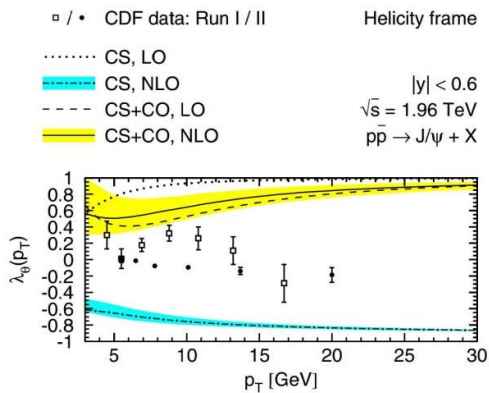 □ / • CDF data: Run I / II Helicity frame
CS, LO
CS, NLO |y| < 0.6
CS+CO, LO √s = 1.96 TeV
CS+CO, NLO pp̄ → J/ψ + X
1
0.8
0.6
0.4
0.2
0
-0.2
-0.4
-0.6
-0.8
-1
λθ(pT)
5 10 15 20 25 30
pT [GeV]